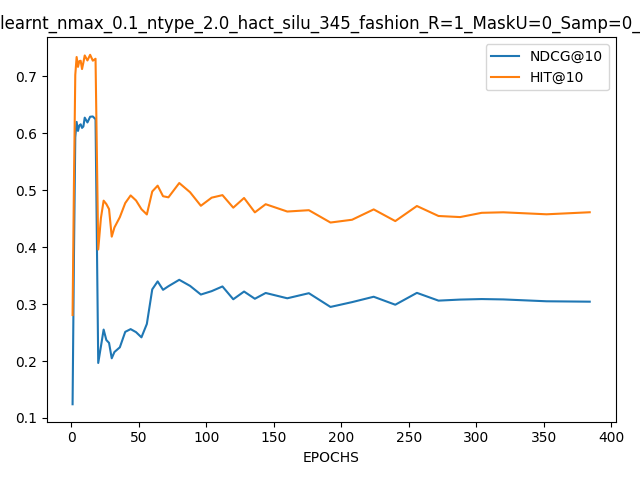 learnt_nmax_0.1_ntype_2.0_hact_silu_345_fashion_R=1_MaskU=0_Samp=0_
NDCG@10
HIT@10
0.7
0.6
0.5
0.4
0.3
0.2
0.1
0 50 100 150 200 250 300 350 400
EPOCHS